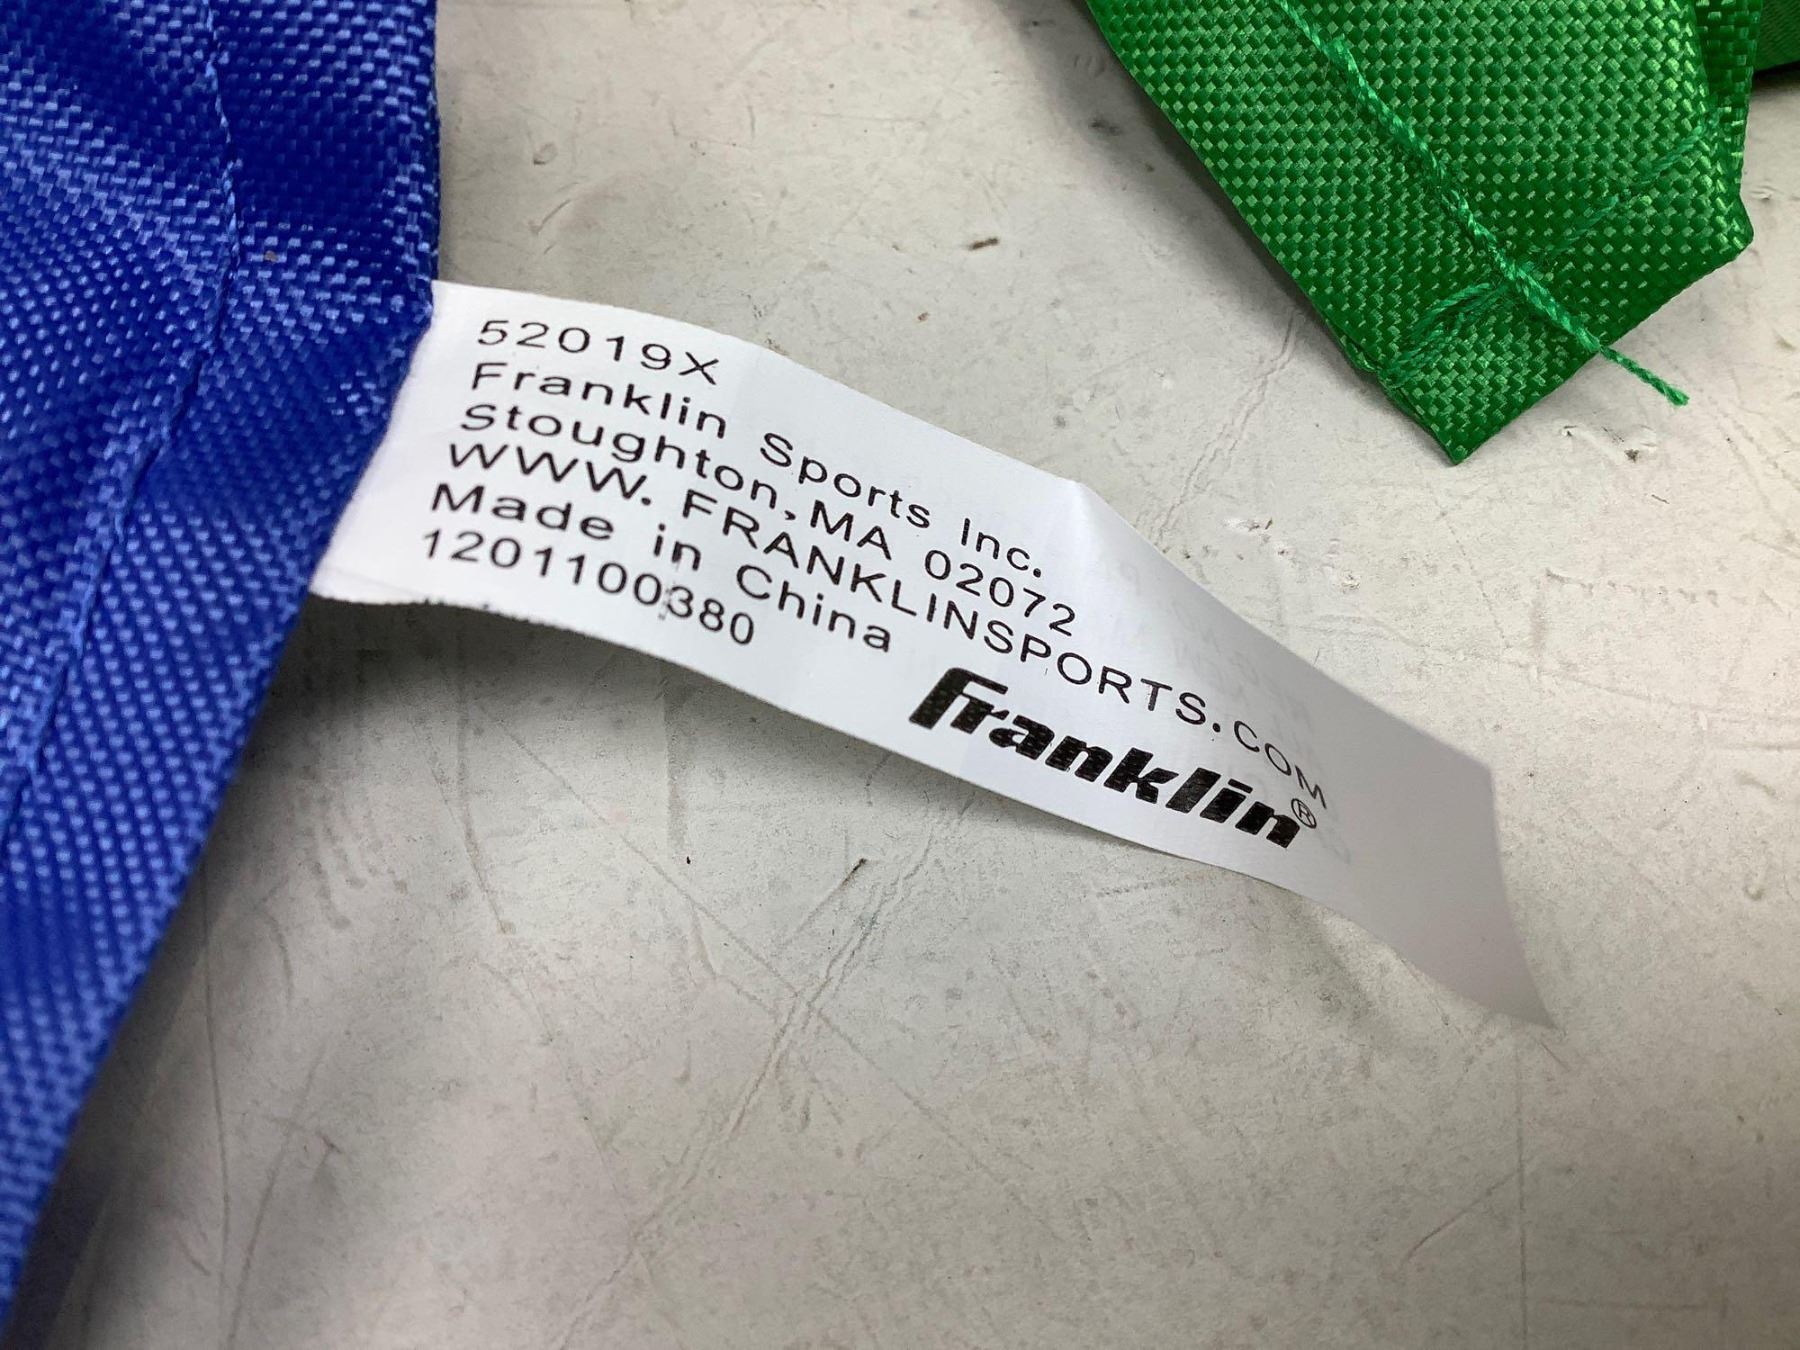 52019X
Franklin Sports Inc.
Stoughton,MA 02072
WWW. FRANKLINSPORTS.COM
Made in China
1201100380
Franklin®